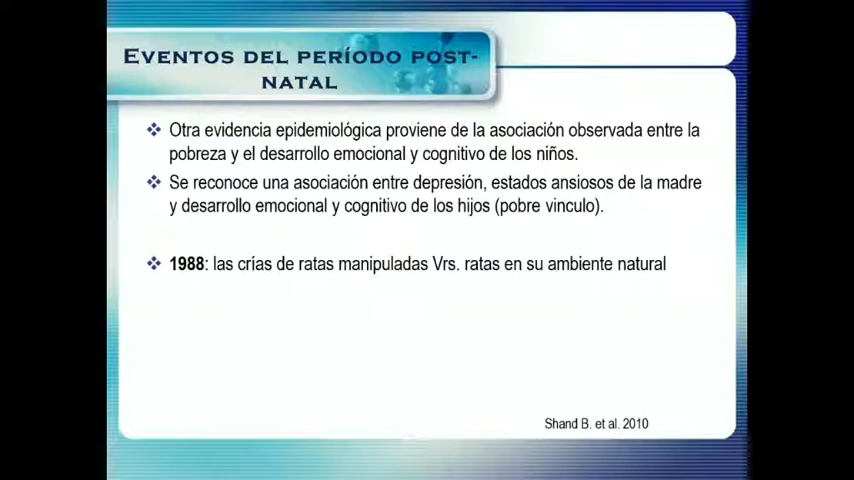 EVENTOS DEL PERÍODO POST-
NATAL
Otra evidencia epidemiológica proviene de la asociación observada entre la
pobreza y el desarrollo emocional y cognitivo de los niños.
Se reconoce una asociación entre depresión, estados ansiosos de la madre
y desarrollo emocional y cognitivo de los hijos (pobre vinculo).
1988: las crías de ratas manipuladas Vrs. ratas en su ambiente natural
Shand B. et al. 2010